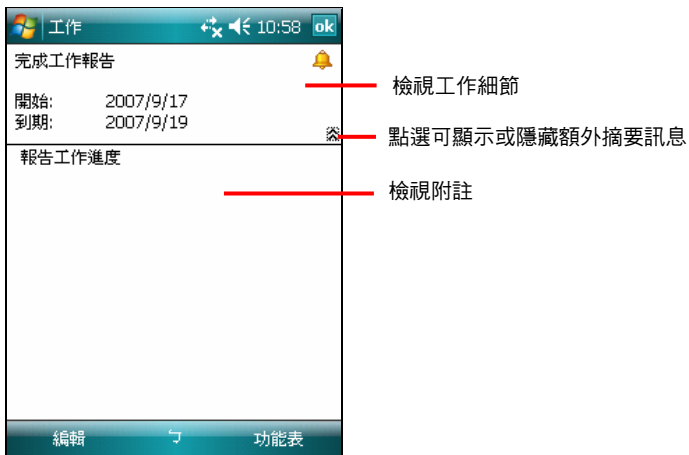 工作 10:58 ok
完成工作報告
開始: 2007/9/17
到期: 2007/9/19
報告工作進度
編輯 ㄅ 功能表
檢視工作細節
點選可顯示或隱藏額外摘要訊息
檢視附註